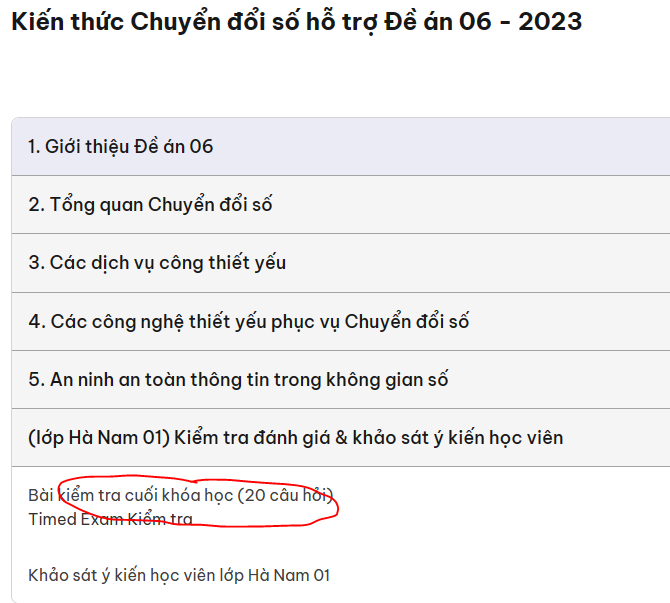 Kiến thức Chuyển đổi số hỗ trợ Đề án 06 - 2023
1. Giới thiệu Đề án 06
2. Tổng quan Chuyển đổi số
3. Các dịch vụ công thiết yếu
4. Các công nghệ thiết yếu phục vụ Chuyển đổi số
5. An ninh an toàn thông tin trong không gian số
(lớp Hà Nam 01) Kiểm tra đánh giá & khảo sát ý kiến học viên
Bài kiểm tra cuối khóa học (20 câu hỏi)
Timed Exam Kiểm tra
Khảo sát ý kiến học viên lớp Hà Nam 01